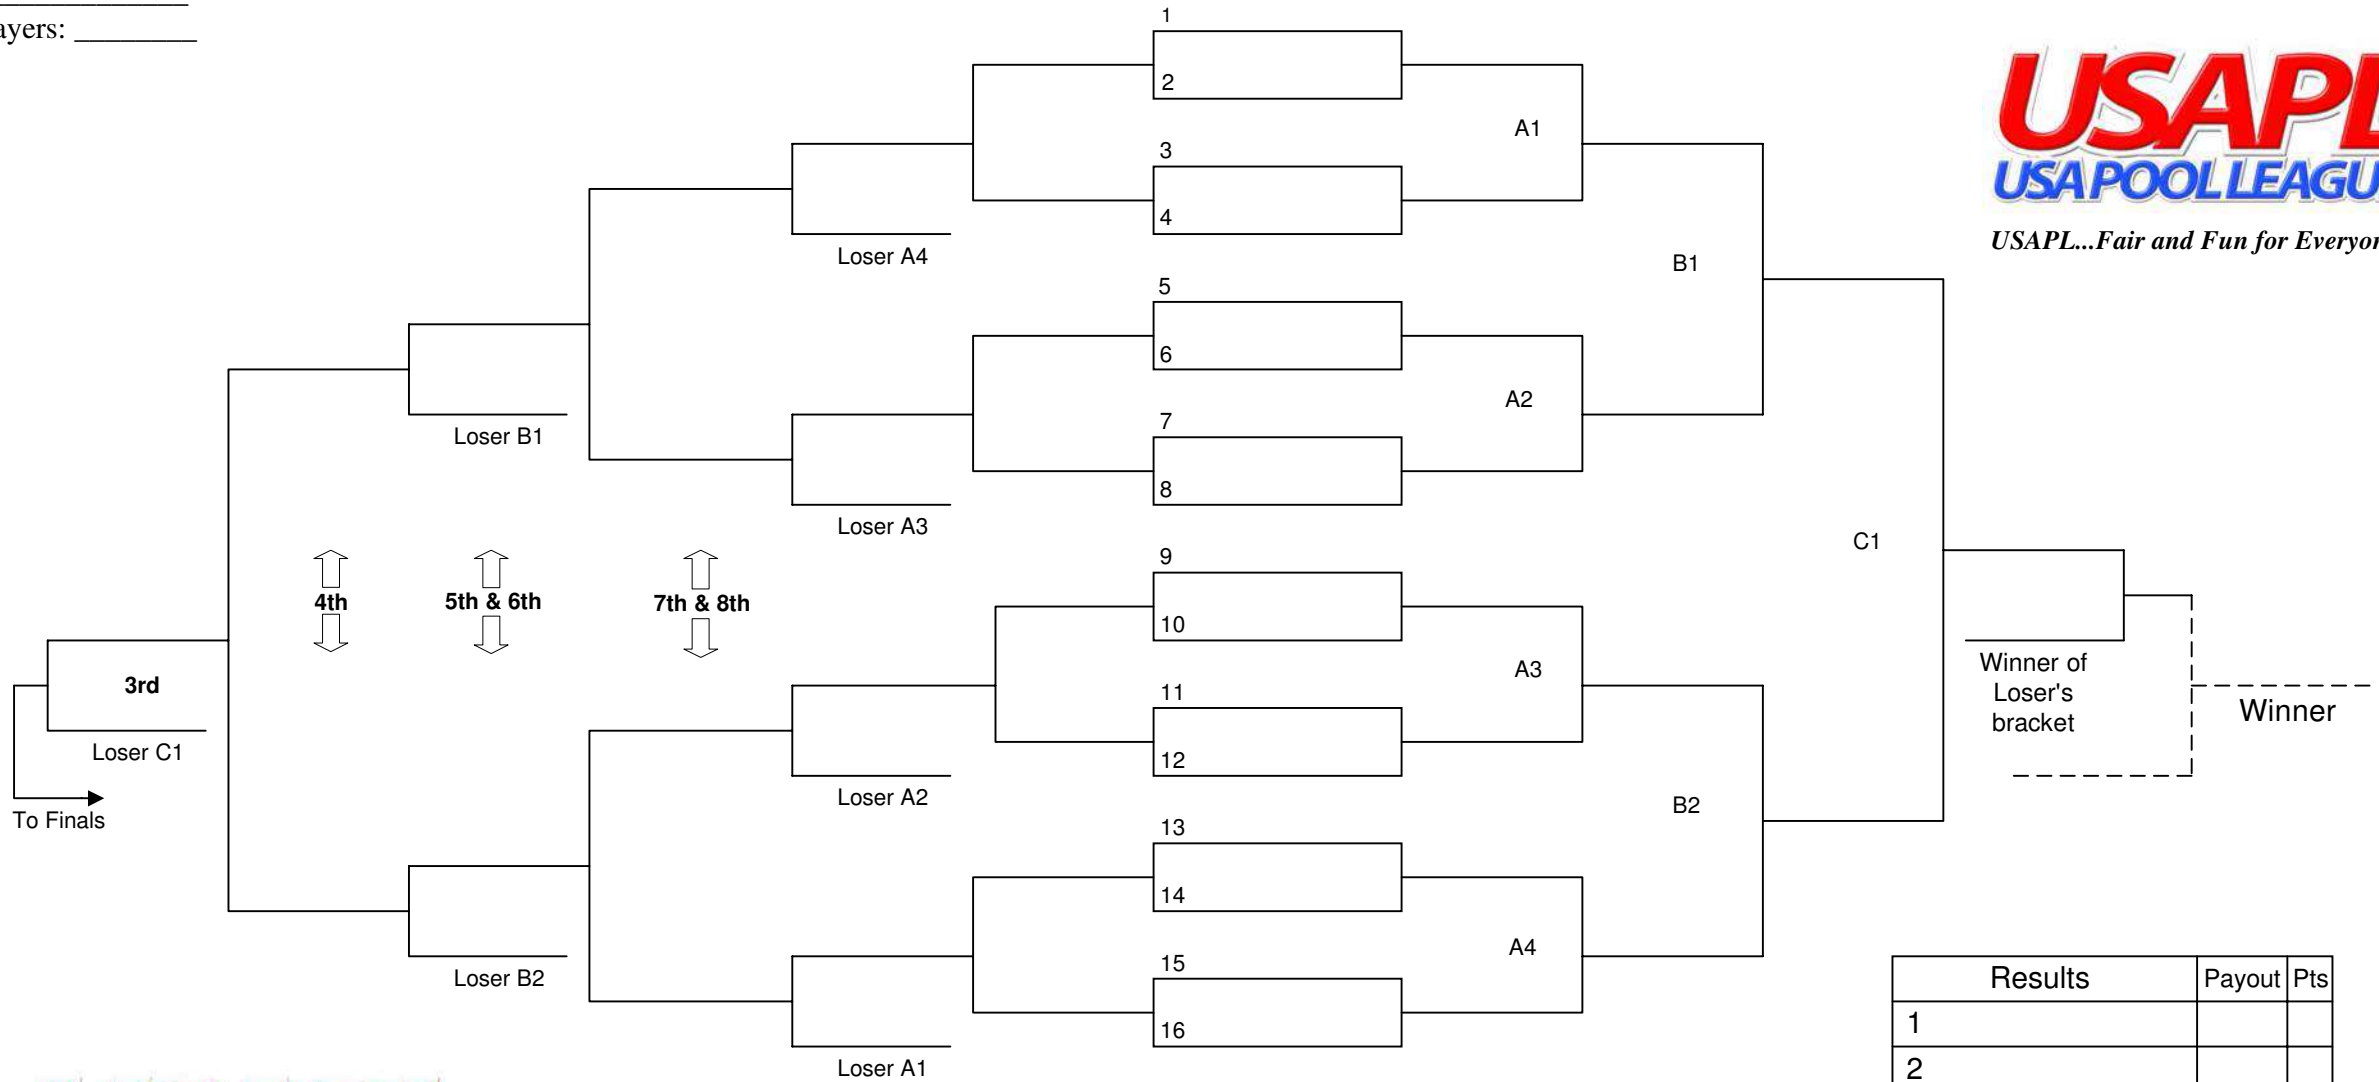 ayers: ________
1
2
A1
3
4
Loser A4
B1
5
6
A2
7
8
Loser B1
Loser A3
C1
9
10
A3
11
12
Loser A2
4th
5th & 6th
7th & 8th
3rd
Loser C1
To Finals
Winner of
Loser's
bracket
Winner
B2
13
14
A4
15
16
Loser B2
Loser A1
USAPL
USA POOL LEAGU
USAPL...Fair and Fun for Everyon
Results Payout Pts
1
2